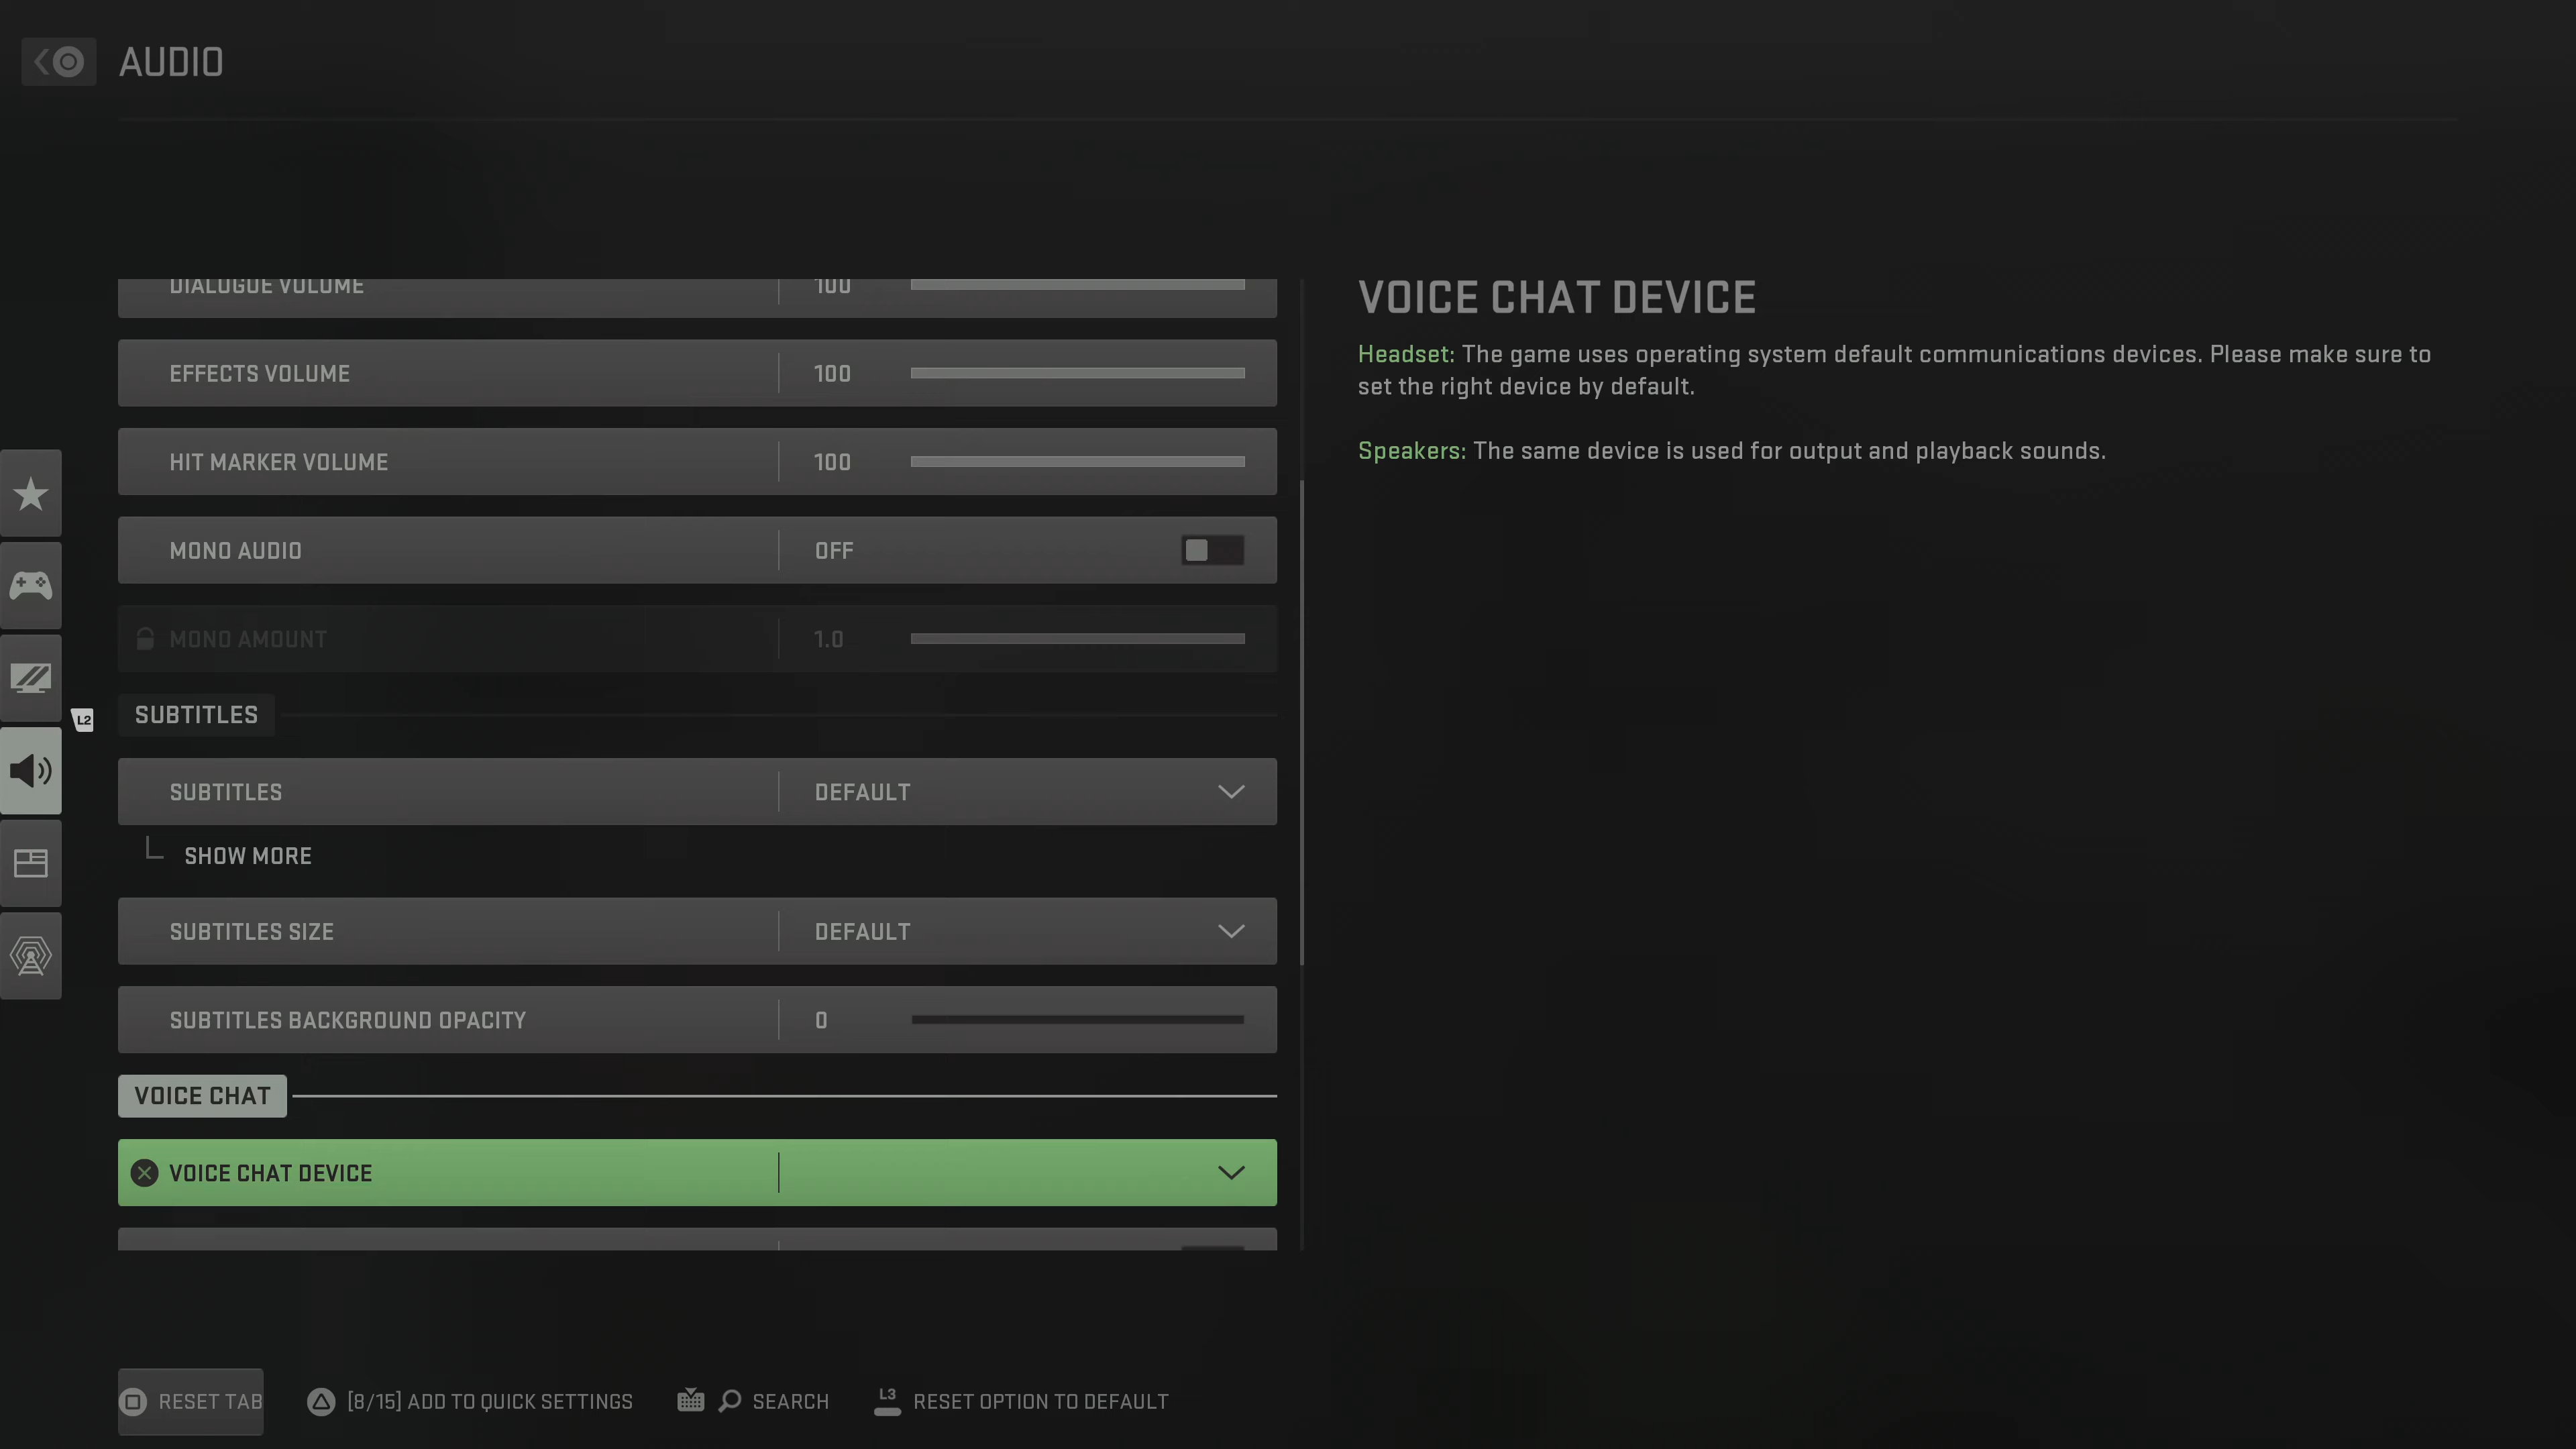 AUDIO
DIALOGUE VOLUME 100
EFFECTS VOLUME 100
HIT MARKER VOLUME 100
MONO AUDIO OFF
MONO AMOUNT 1.0
L2
SUBTITLES
SUBTITLES DEFAULT
SHOW MORE
SUBTITLES SIZE DEFAULT
SUBTITLES BACKGROUND OPACITY 0
VOICE CHAT
VOICE CHAT DEVICE
VOICE CHAT DEVICE
Headset: The game uses operating system default communications devices. Please make sure to
set the right device by default.
Speakers: The same device is used for output and playback sounds.
RESET TAB [8/15] ADD TO QUICK SETTINGS SEARCH L3 RESET OPTION TO DEFAULT